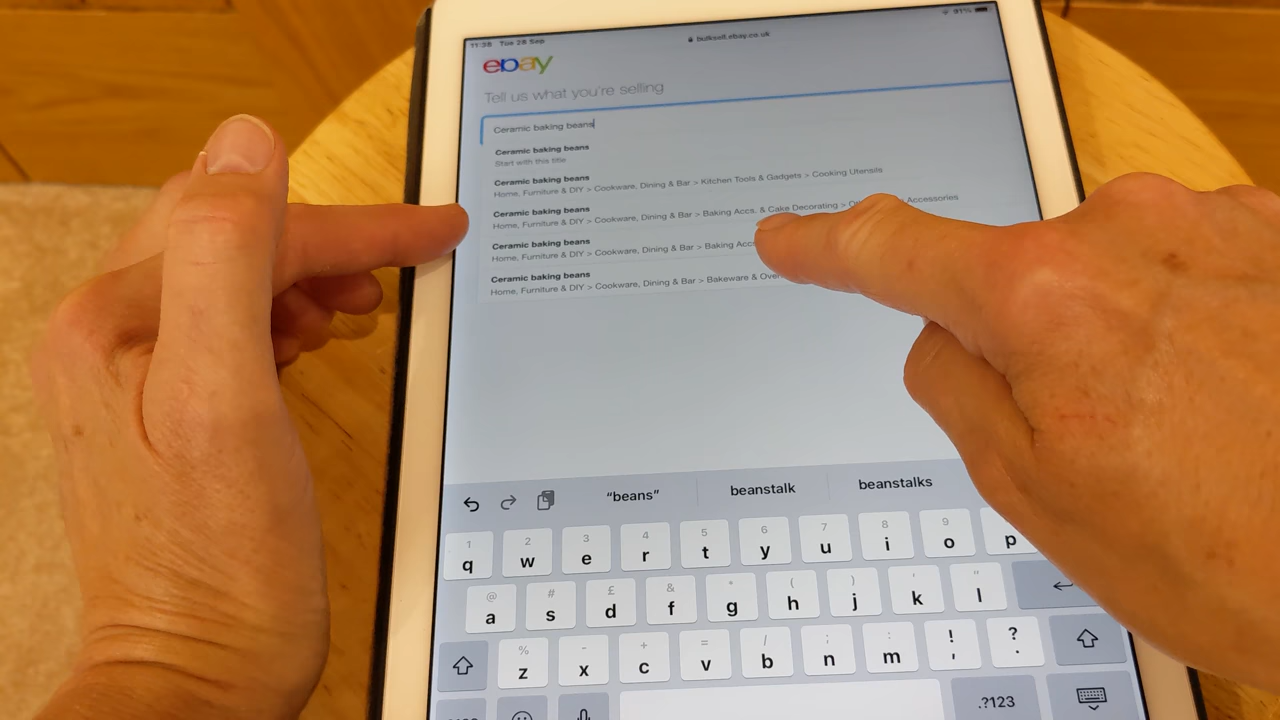 11:38 Tue 28 Sep
bulksell.ebay.co.uk
91%
ebay
Tell us what you're selling
Ceramic baking beans
Ceramic baking beans
Start with this title
Ceramic baking beans
Home, Furniture & DIY > Cookware, Dining & Bar > Kitchen Tools & Gadgets > Cooking Utensils
Ceramic baking beans
Home, Furniture & DIY > Cookware, Dining & Bar > Baking Accs. & Cake Decorating > Accessories
Ceramic baking beans
Home, Furniture & DIY > Cookware, Dining & Bar > Baking Accs
Ceramic baking beans
Home, Furniture & DIY > Cookware, Dining & Bar > Bakeware &
"beans" beanstalk beanstalks
1 2 3 4 5 6 7 8 9
q w e r t y u i o p
@ # £ & * ( ) ' "
a s d f g h j k l
% - + = / ; : ! ?
z x c v b n m , .
.?123